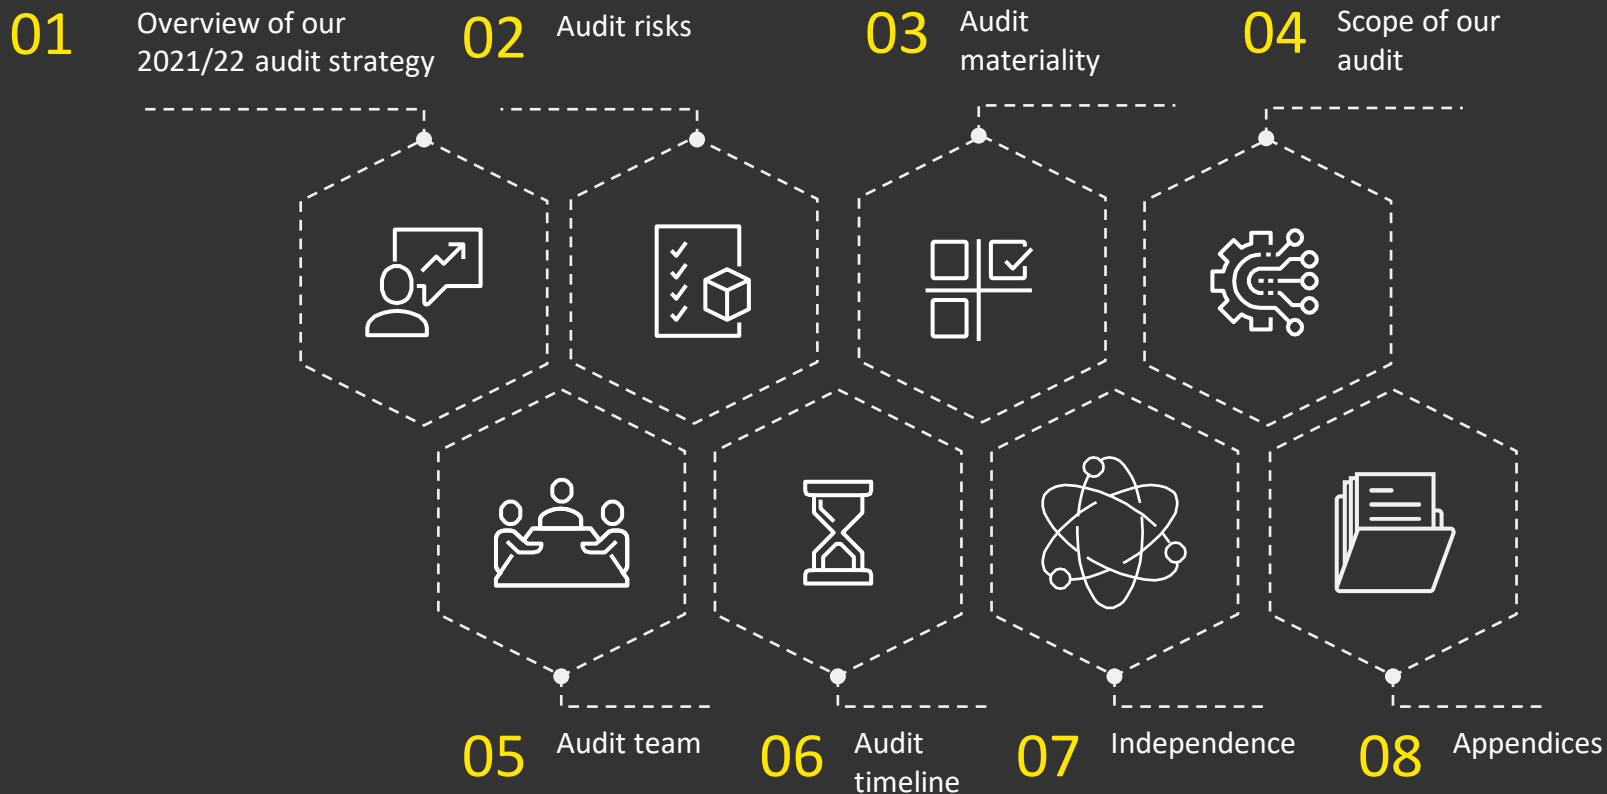 01
Overview of our
2021/22 audit strategy
02
Audit risks
03
Audit
materiality
04
Scope of our
audit
05
Audit team
06
Audit
timeline
07
Independence
08
Appendices